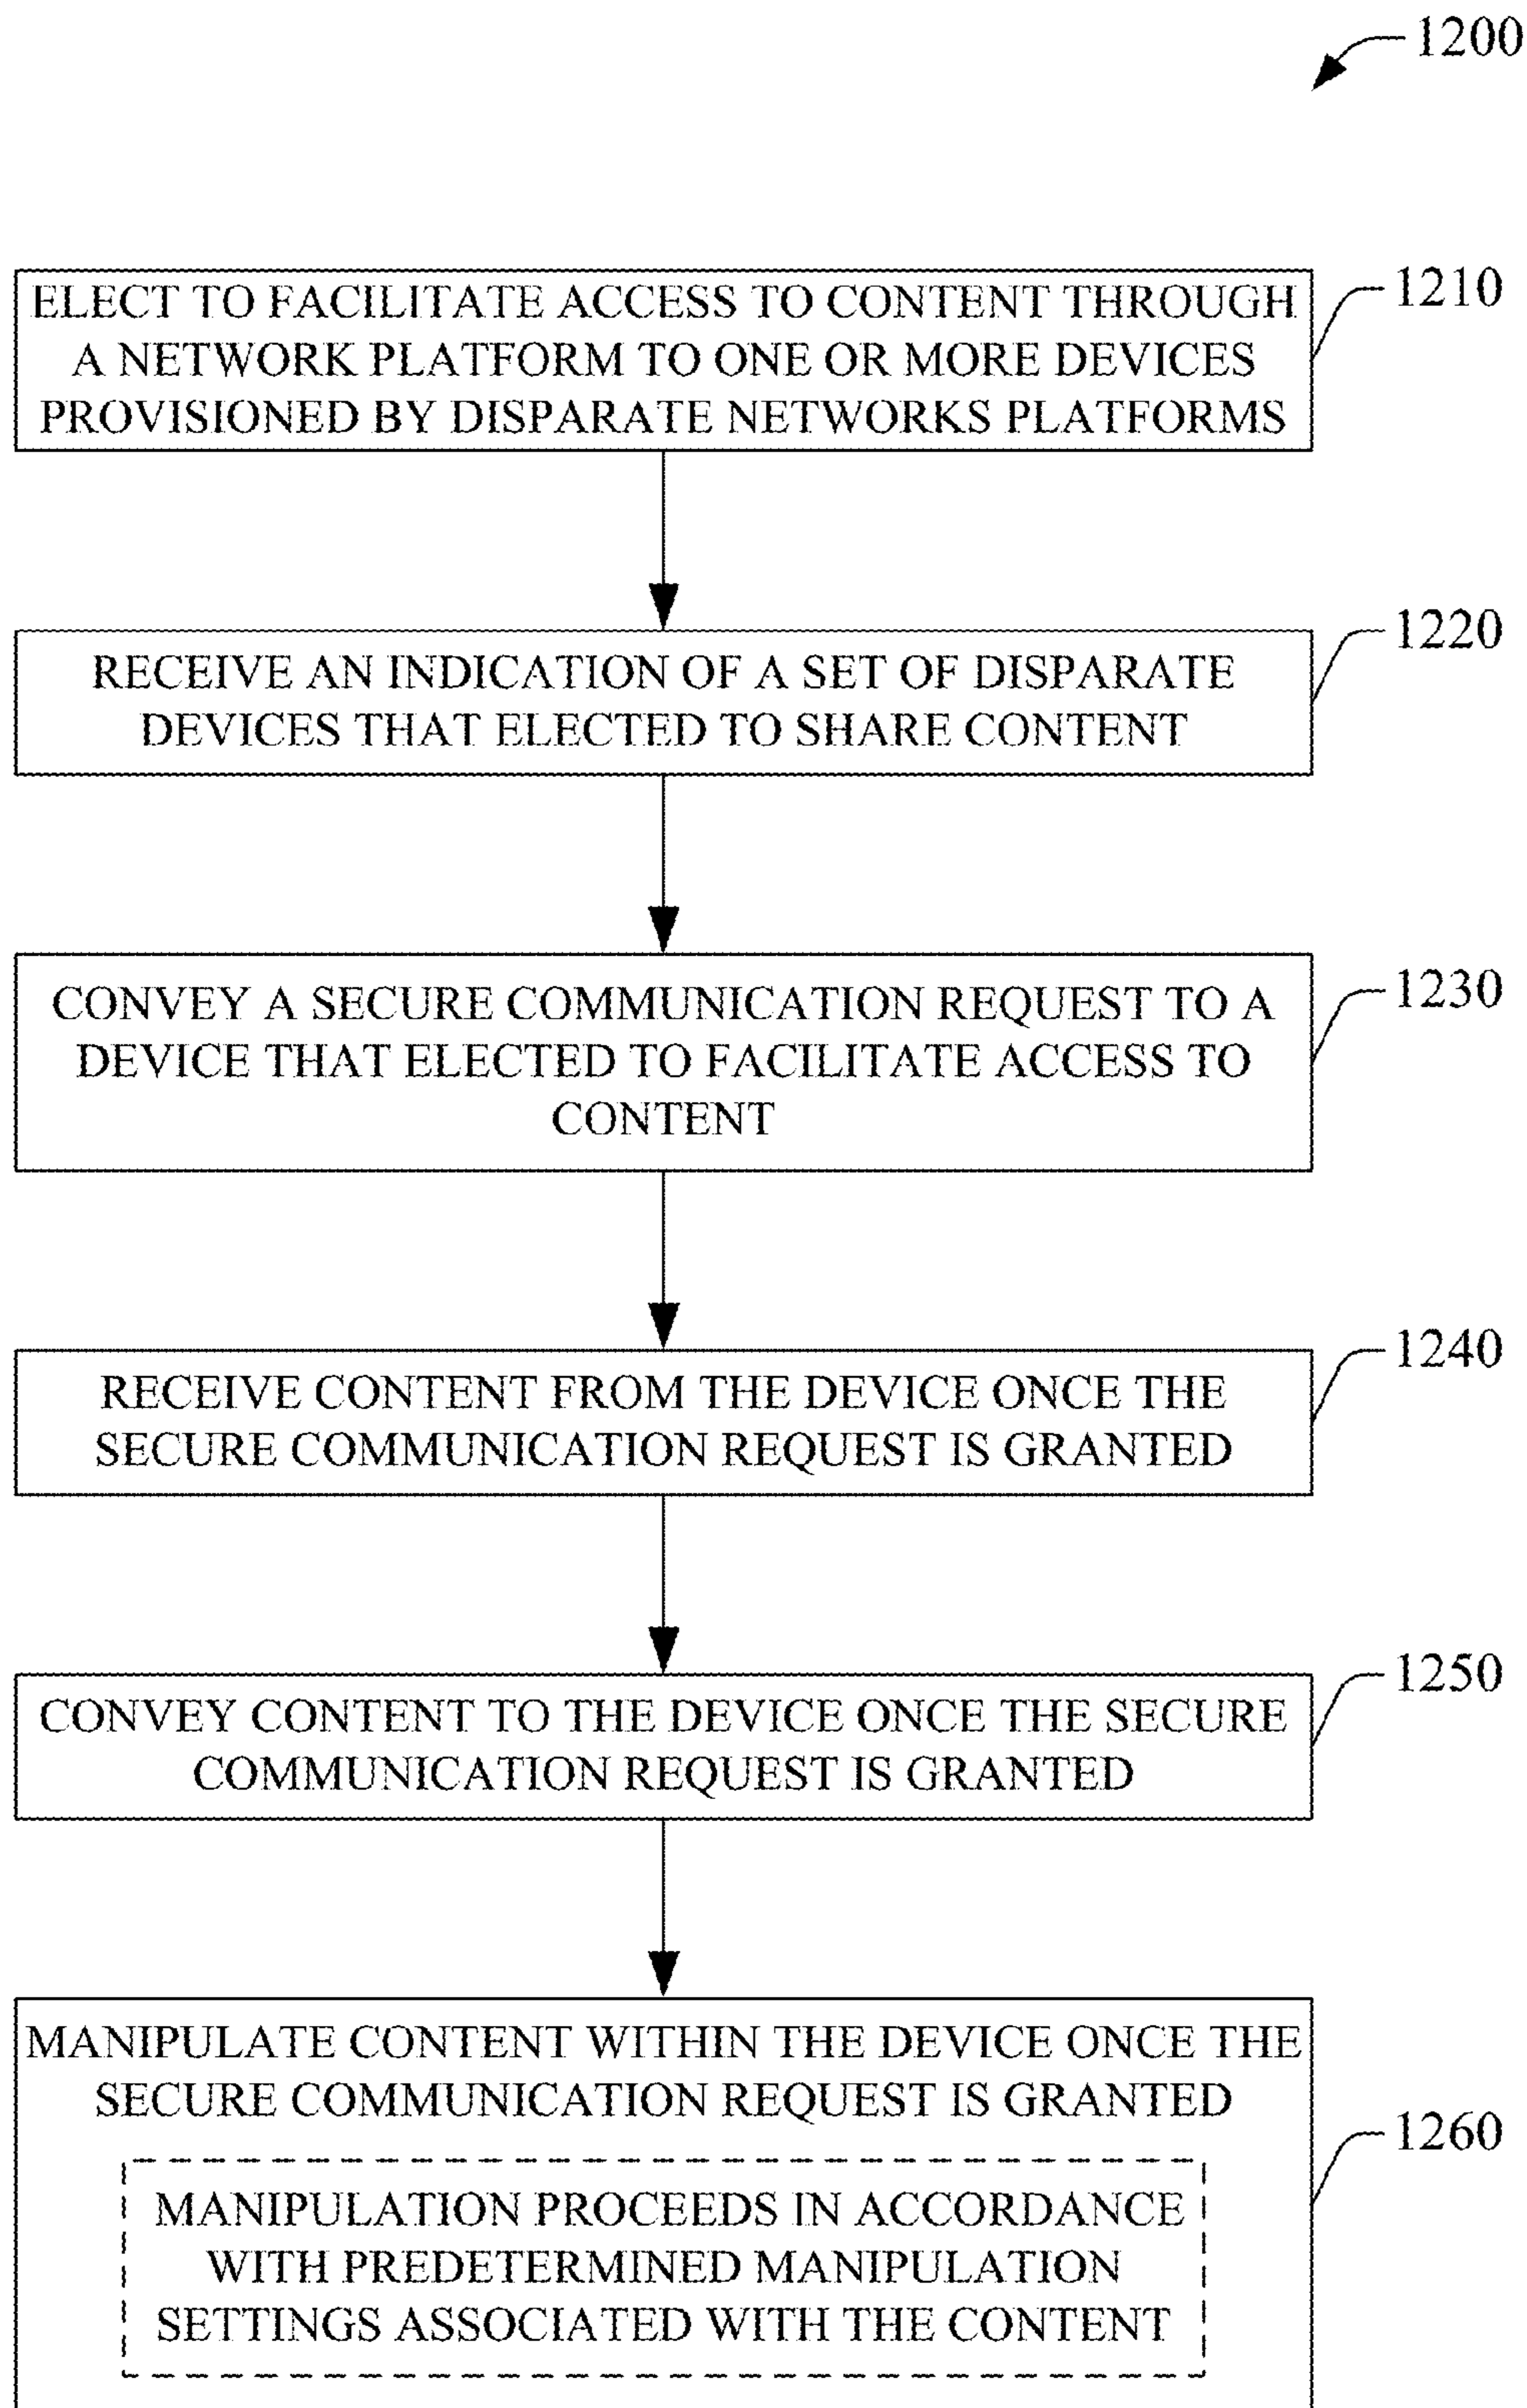 1200
ELECT TO FACILITATE ACCESS TO CONTENT THROUGH
A NETWORK PLATFORM TO ONE OR MORE DEVICES
PROVISIONED BY DISPARATE NETWORKS PLATFORMS
1210
RECEIVE AN INDICATION OF A SET OF DISPARATE
DEVICES THAT ELECTED TO SHARE CONTENT
1220
CONVEY A SECURE COMMUNICATION REQUEST TO A
DEVICE THAT ELECTED TO FACILITATE ACCESS TO
CONTENT
1230
RECEIVE CONTENT FROM THE DEVICE ONCE THE
SECURE COMMUNICATION REQUEST IS GRANTED
1240
CONVEY CONTENT TO THE DEVICE ONCE THE SECURE
COMMUNICATION REQUEST IS GRANTED
1250
MANIPULATE CONTENT WITHIN THE DEVICE ONCE THE
SECURE COMMUNICATION REQUEST IS GRANTED
1260
MANIPULATION PROCEEDS IN ACCORDANCE
WITH PREDETERMINED MANIPULATION
SETTINGS ASSOCIATED WITH THE CONTENT